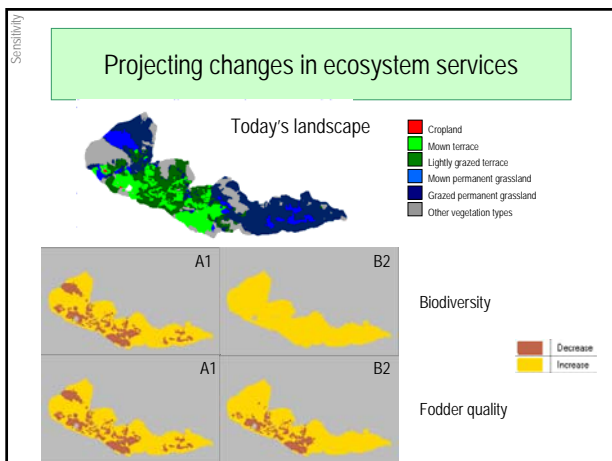 Sensitivity
Projecting changes in ecosystem services
Today's landscape
Cropland
Mown terrace
Lightly grazed terrace
Mown permanent grassland
Grazed permanent grassland
Other vegetation types
A1
B2
Biodiversity
Decrease
Increase
A1
B2
Fodder quality